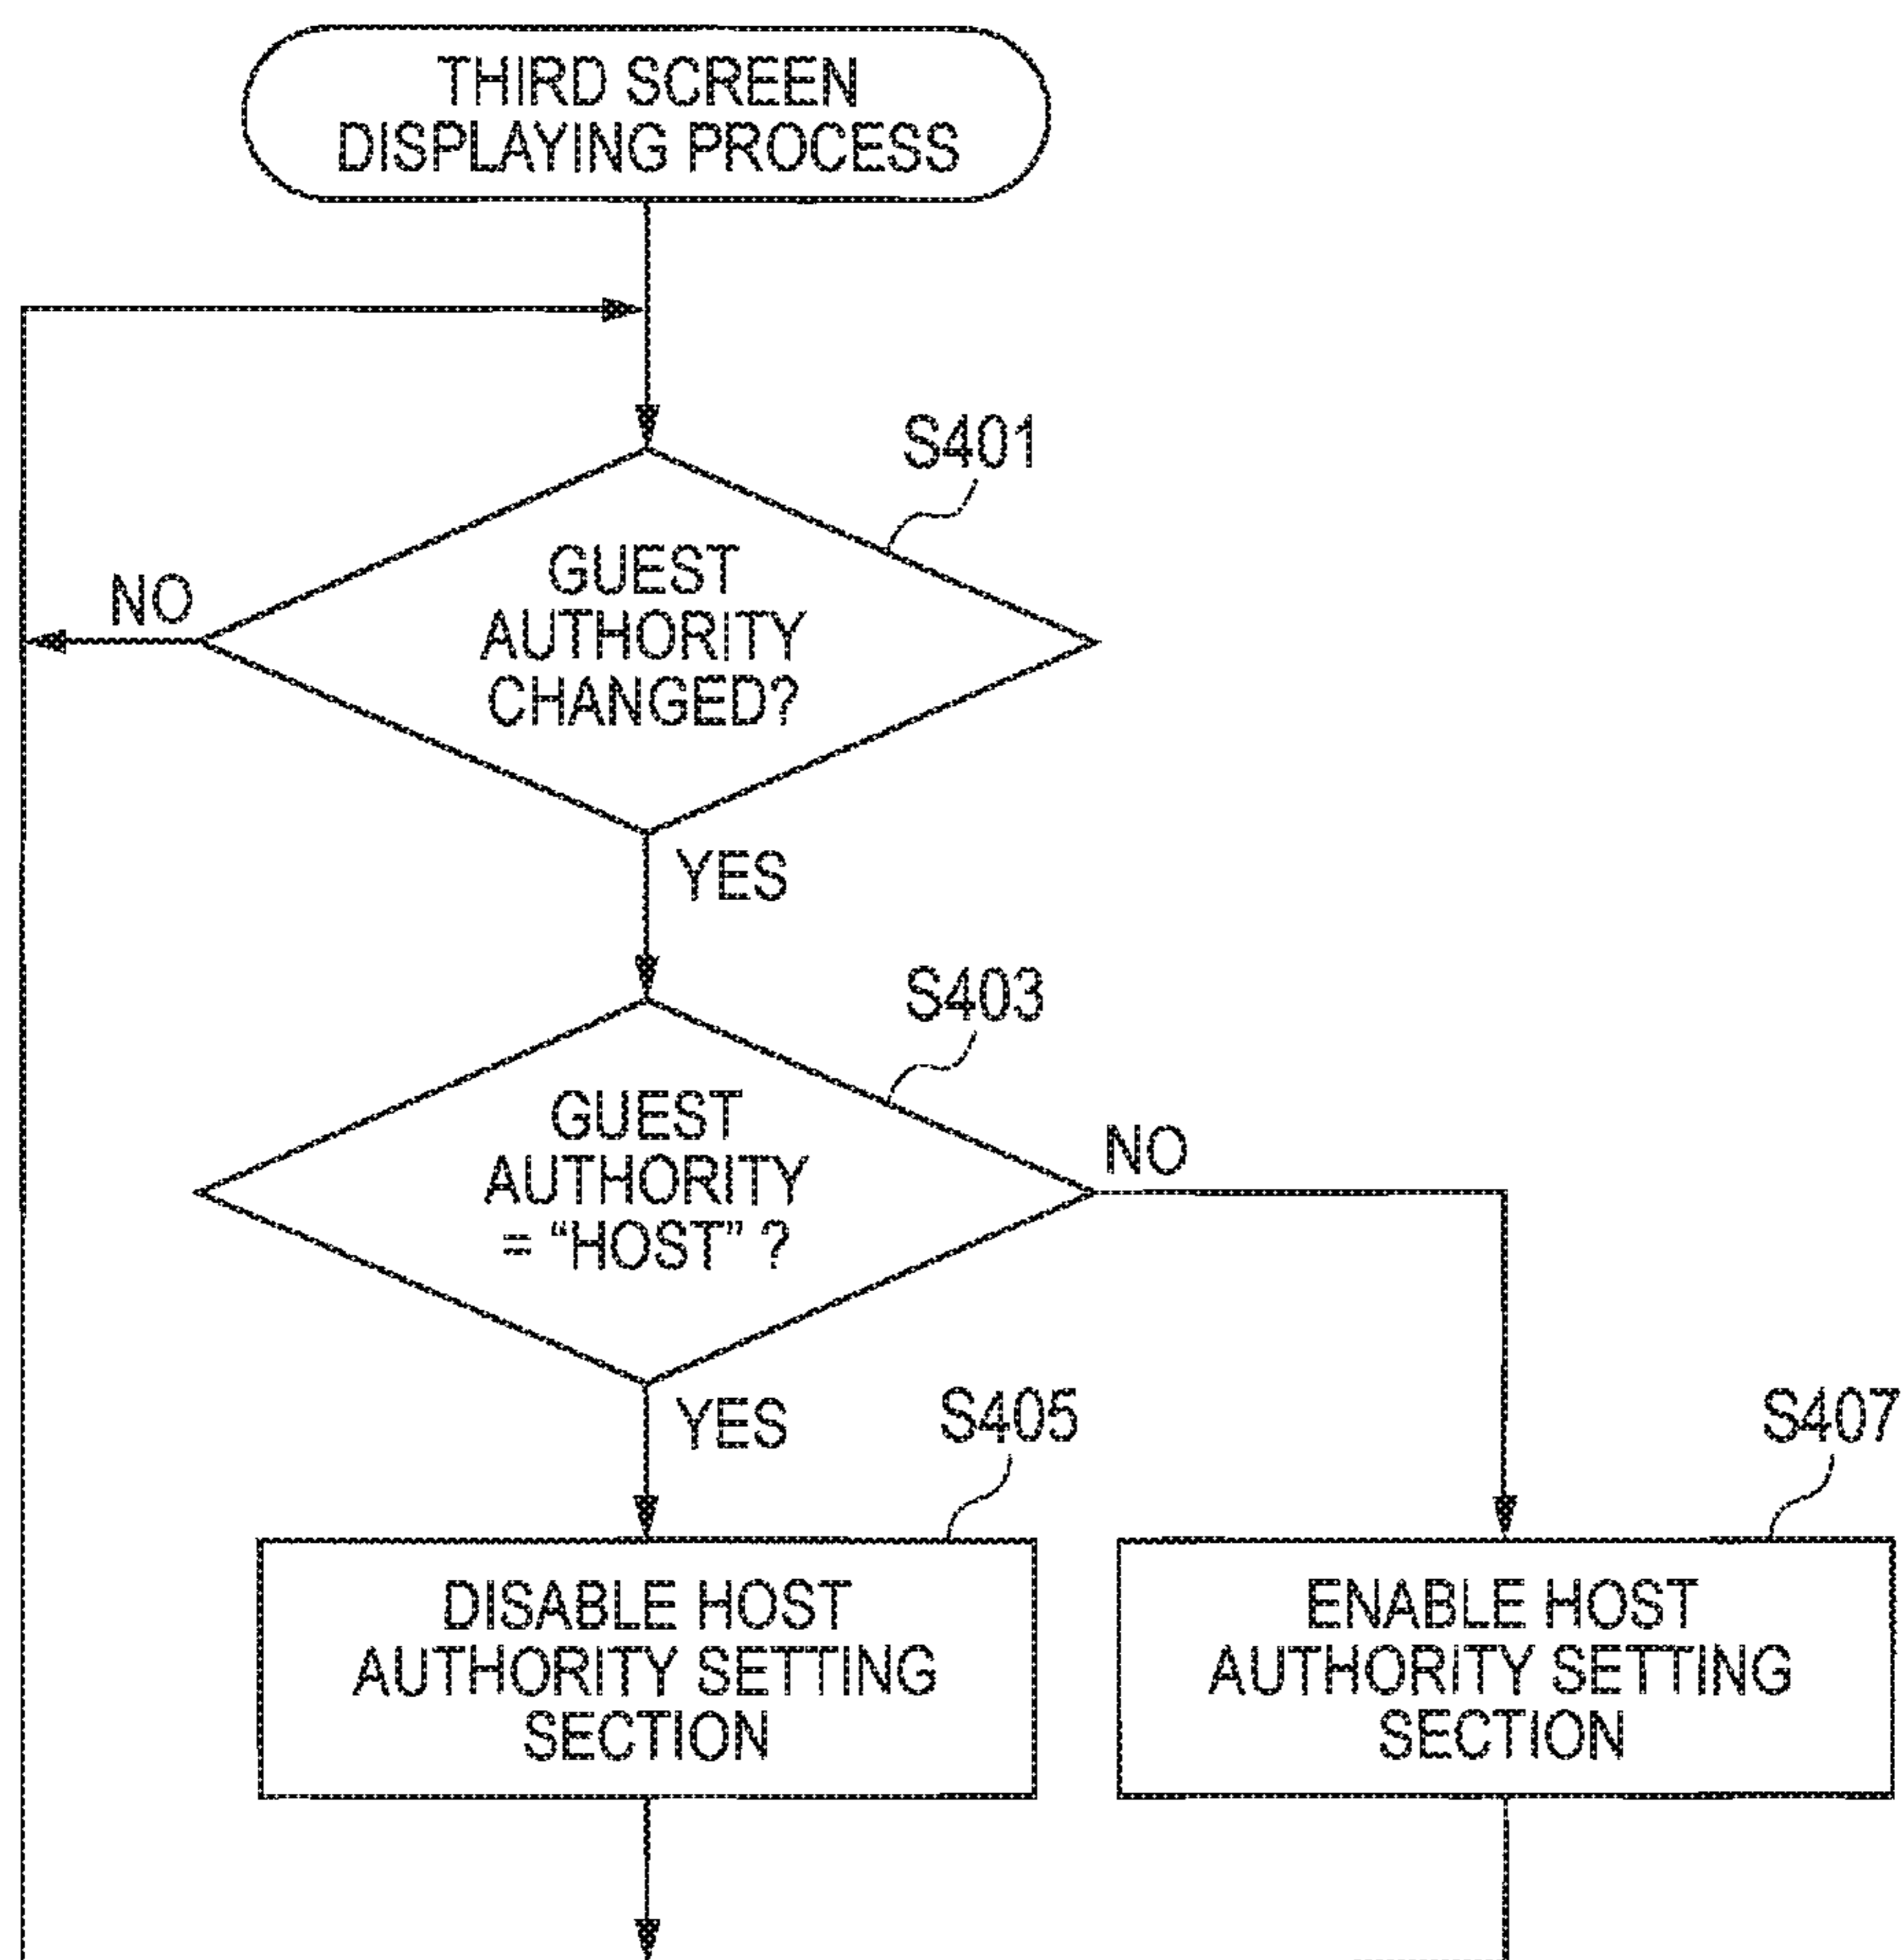 THIRD SCREEN
DISPLAYING PROCESS
S401
GUEST
AUTHORITY
CHANGED?
NO
YES
S403
GUEST
AUTHORITY
= “HOST” ?
NO
YES
S405
S407
DISABLE HOST
AUTHORITY SETTING
SECTION
ENABLE HOST
AUTHORITY SETTING
SECTION